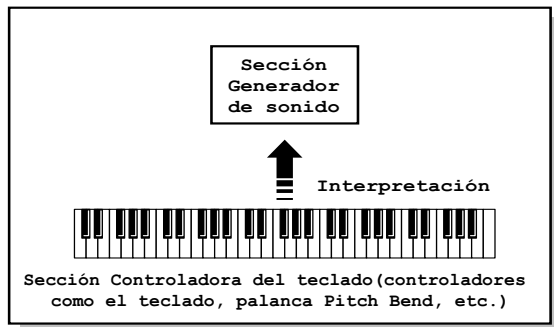 Sección
Generador
de sonido
Interpretación
Sección Controladora del teclado(controladores
como el teclado, palanca Pitch Bend, etc.)